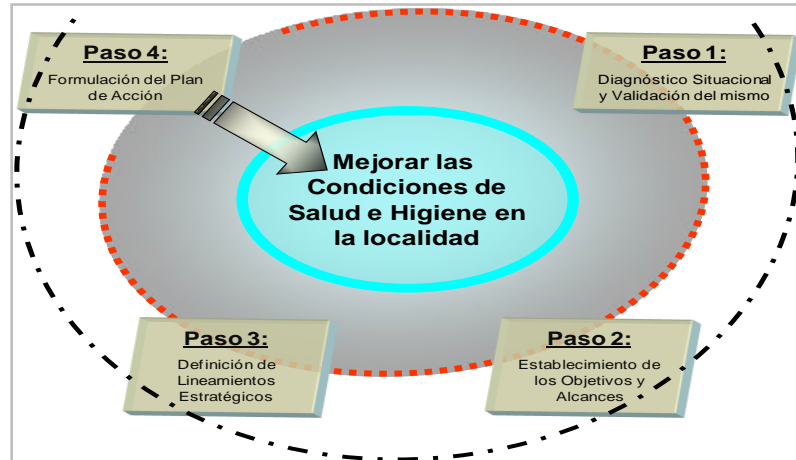 Paso 4:
Formulación del Plan
de Acción
Paso 1:
Diagnóstico Situacional
y Validación del mismo
Mejorar las
Condiciones de
Salud e Higiene en
la localidad
Paso 3:
Definición de
Lineamientos
Estratégicos
Paso 2:
Establecimiento de
los Objetivos y
Alcances